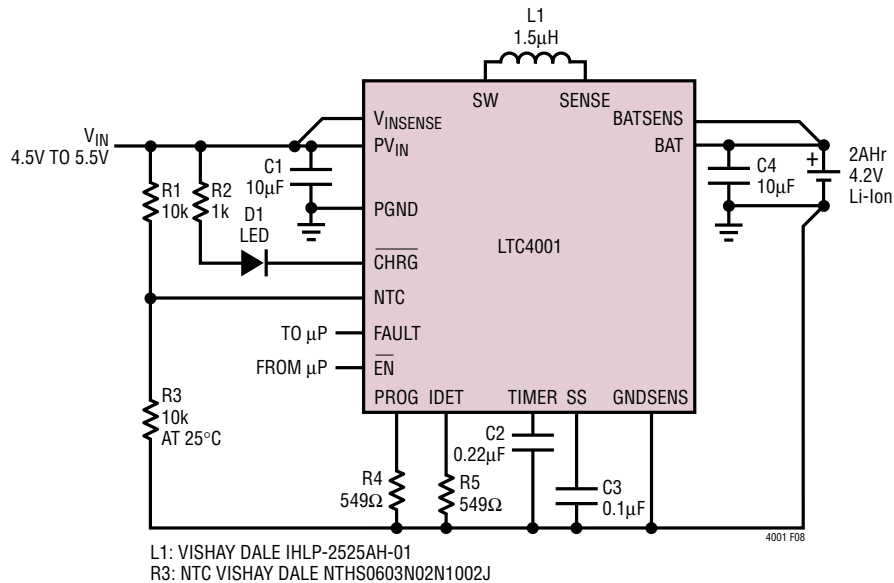 L1
1.5μH
SW
SENSE
VINSENSE
BATSENS
VIN
4.5V TO 5.5V
PVIN
BAT
R1
10k
R2
1k
C1
10μF
C4
10μF
+
2AHr
4.2V
Li-Ion
D1
LED
PGND
LTC4001
CHRG
NTC
TO μP
FAULT
FROM μP
EN
R3
10k
AT 25°C
PROG
IDET
TIMER
SS
GNDSENS
C2
0.22μF
R4
549Ω
R5
549Ω
C3
0.1μF
4001 F08
L1: VISHAY DALE IHLP-2525AH-01
R3: NTC VISHAY DALE NTHS0603N02N1002J